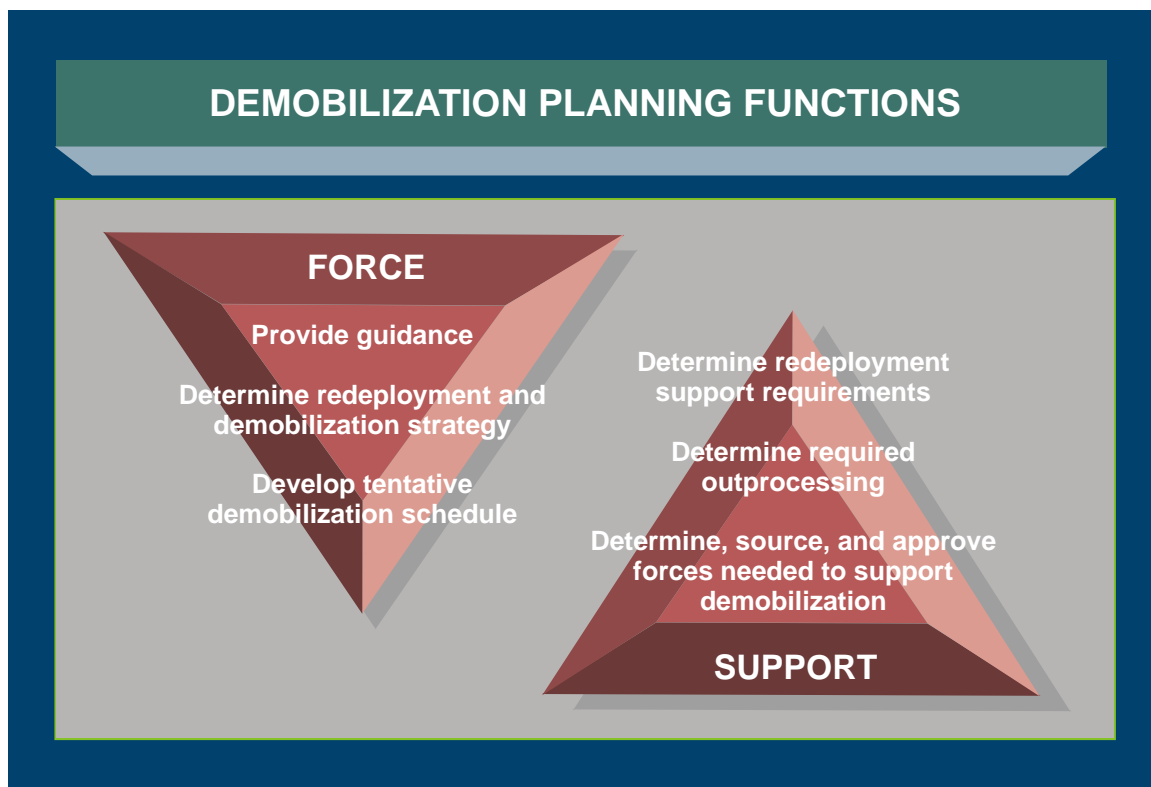 DEMOBILIZATION PLANNING FUNCTIONS
FORCE
Provide guidance
Determine redeployment and
demobilization strategy
Develop tentative
demobilization schedule
Determine redeployment
support requirements
Determine required
outprocessing
Determine, source, and approve
forces needed to support
demobilization
SUPPORT